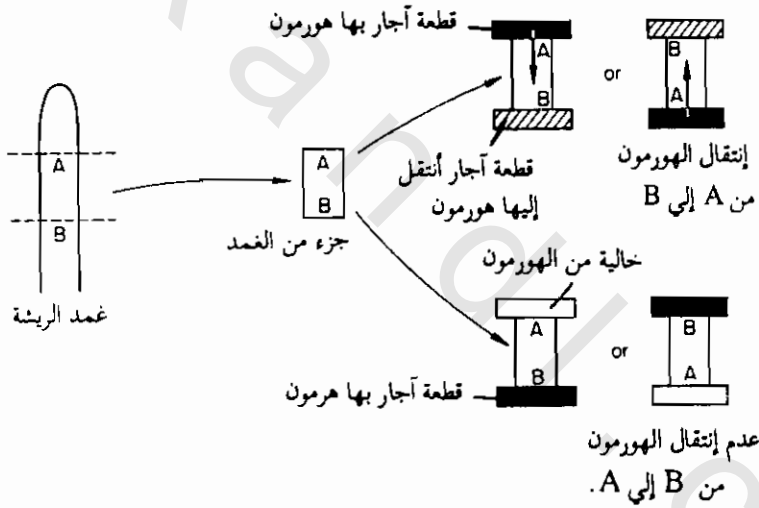 قطعة آجار بها هورمون
A
B
or
B
A
A
B
A
B
قطعة آجار أنتقل
إليها هورمون
إنتقال الهورمون
من A إلي B
جزء من الغمد
غمد الريشة
خالية من الهورمون
A
B
or
B
A
قطعة آجار بها هرمون
عدم إنتقال الهورمون
من B إلي A.